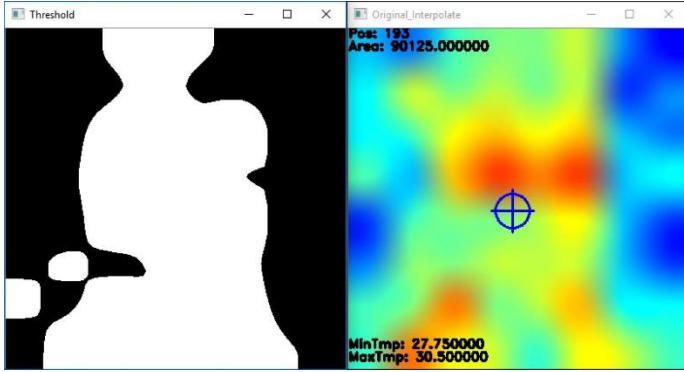 Threshold
Original_Interpolate
Pos: 193
Area: 90125.000000
MinTmp: 27.750000
MaxTmp: 30.500000